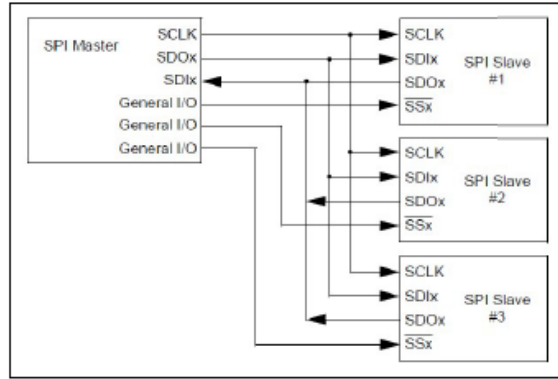 SPI Master
SCLK
SDOx
SDIx
General I/O
General I/O
General I/O
SCLK
SDIx
SDOx
SSx
SPI Slave
#1
SCLK
SDIx
SDOx
SSx
SPI Slave
#2
SCLK
SDIx
SDOx
SSx
SPI Slave
#3